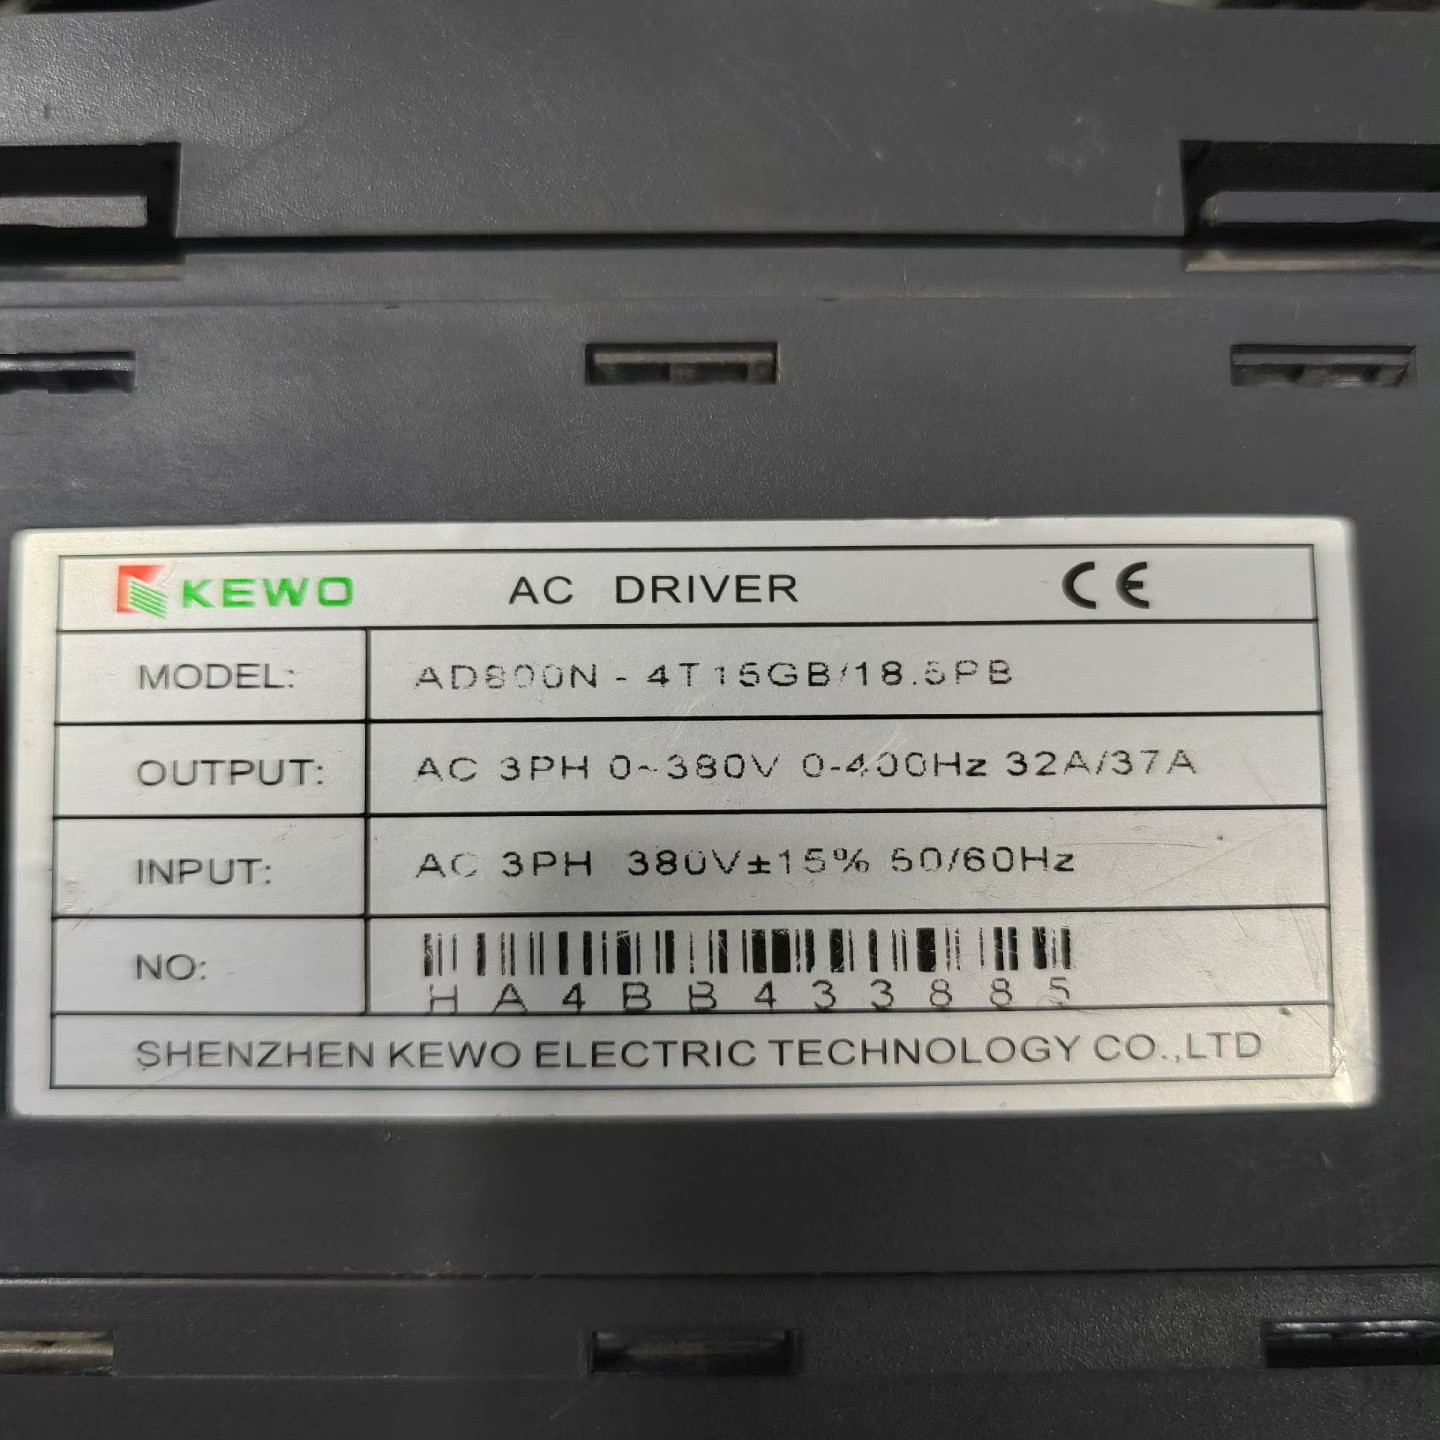 KEWO AC DRIVER CE
MODEL: AD800N - 4T15GB/18.5PB
OUTPUT: AC 3PH 0~380V 0-400Hz 32A/37A
INPUT: AC 3PH 380V±15% 50/60Hz
NO: HA4BB433885
SHENZHEN KEWO ELECTRIC TECHNOLOGY CO.,LTD